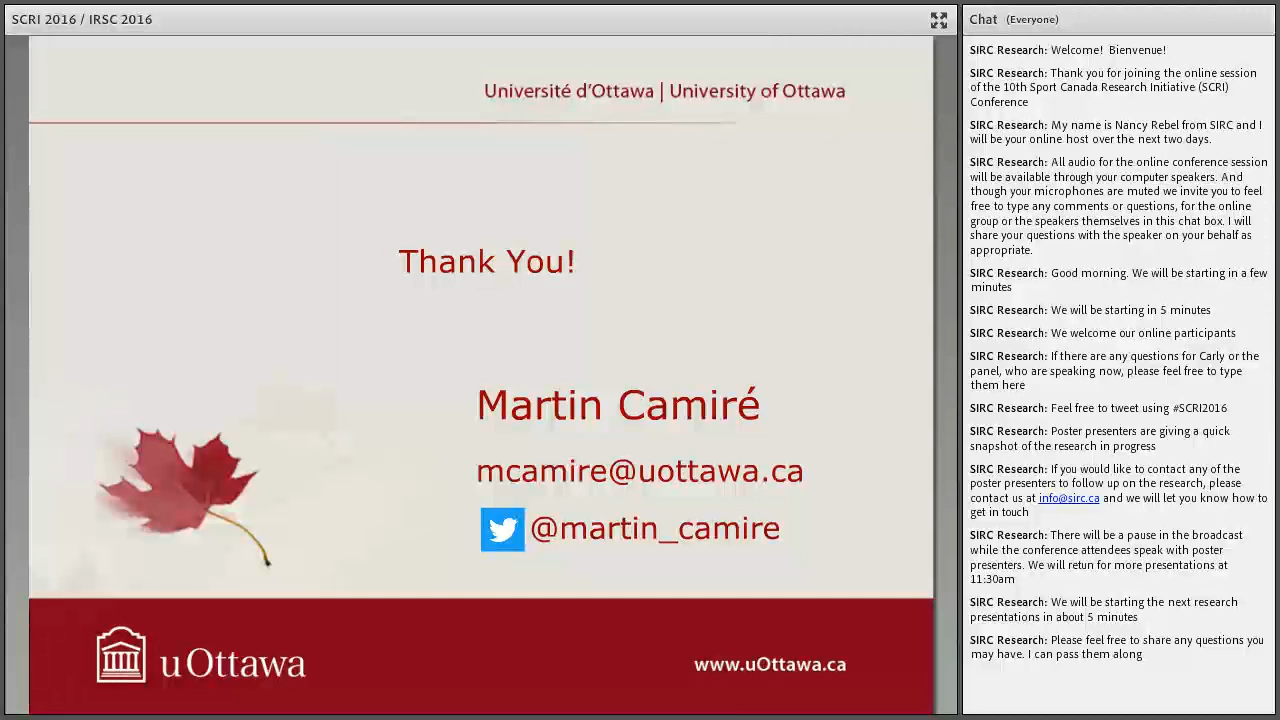 SCRI 2016 / IRSC 2016
Université d'Ottawa | University of Ottawa
Thank You!
Martin Camiré
mcamire@uottawa.ca
@martin_camire
uOttawa
www.uOttawa.ca
Chat (Everyone)
SIRC Research: Welcome! Bienvenue!
SIRC Research: Thank you for joining the online session
of the 10th Sport Canada Research Initiative (SCRI)
Conference
SIRC Research: My name is Nancy Rebel from SIRC and I
will be your online host over the next two days.
SIRC Research: All audio for the online conference session
will be available through your computer speakers. And
though your microphones are muted we invite you to feel
free to type any comments or questions, for the online
group or the speakers themselves in this chat box. I will
share your questions with the speaker on your behalf as
appropriate.
SIRC Research: Good morning. We will be starting in a few
minutes
SIRC Research: We will be starting in 5 minutes
SIRC Research: We welcome our online participants
SIRC Research: If there are any questions for Carly or the
panel, who are speaking now, please feel free to type
them here
SIRC Research: Feel free to tweet using #SCRI2016
SIRC Research: Poster presenters are giving a quick
snapshot of the research in progress
SIRC Research: If you would like to contact any of the
poster presenters to follow up on the research, please
contact us at info@sirc.ca and we will let you know how to
get in touch
SIRC Research: There will be a pause in the broadcast
while the conference attendees speak with poster
presenters. We will retun for more presentations at
11:30am
SIRC Research: We will be starting the next research
presentations in about 5 minutes
SIRC Research: Please feel free to share any questions you
may have. I can pass them along